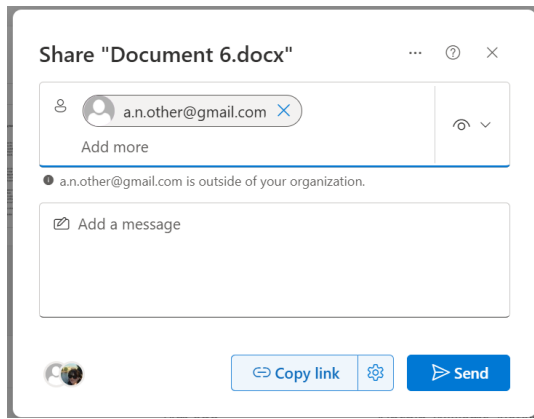 Share "Document 6.docx"
a.n.other@gmail.com
Add more
a.n.other@gmail.com is outside of your organization.
Add a message
Copy link
Send